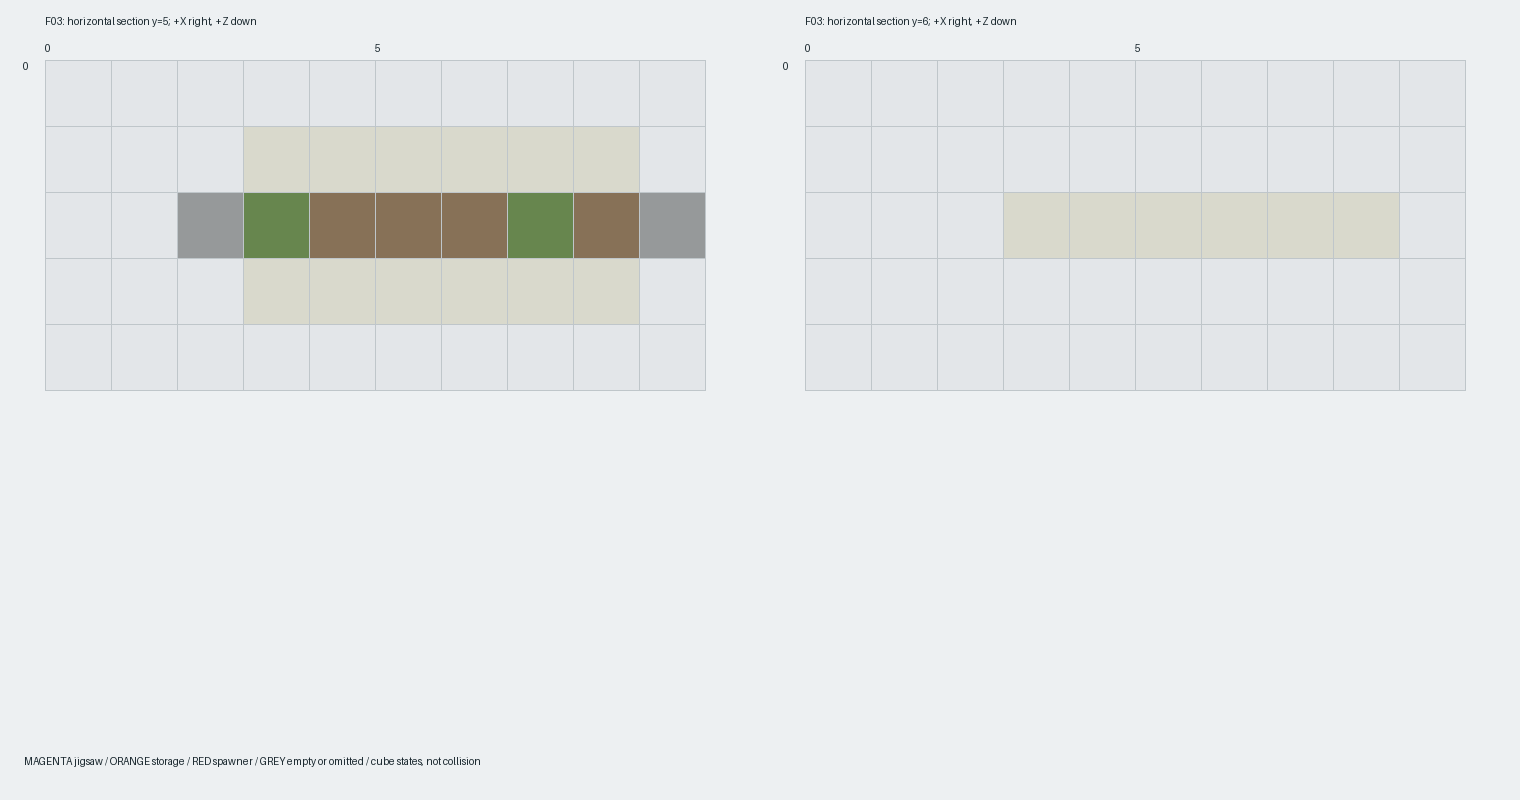 F03: horizontal section y=5; +X right, +Z down
0 5
0
F03: horizontal section y=6; +X right, +Z down
0 5
0
MAGENTA jigsaw / ORANGE storage / RED spawner / GREY empty or omitted / cube states, not collision